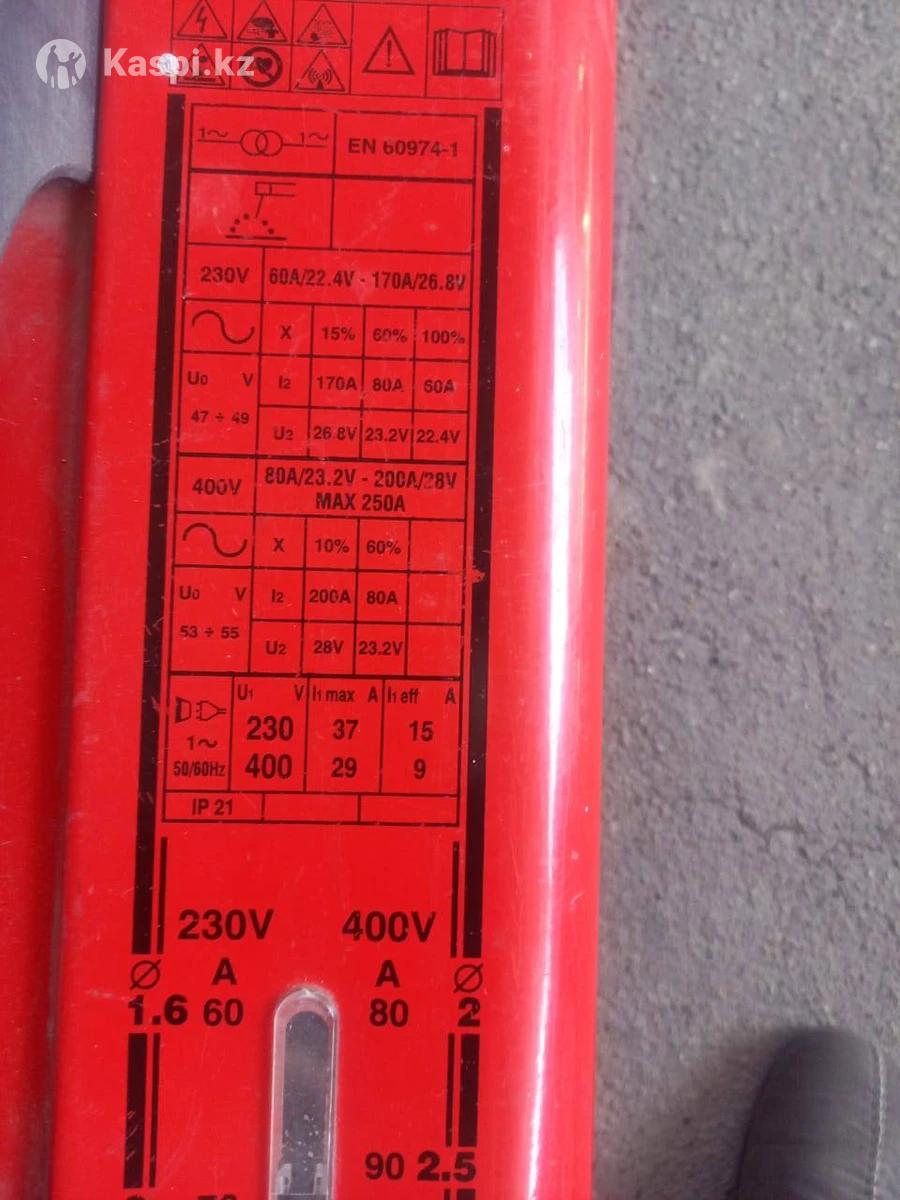 Kaspi.kz
1~ 1~ EN 60974-1
230V 60A/22.4V - 170A/26.8V
X 15% 60% 100%
U0 V I2 170A 80A 60A
47 ÷ 49
U2 26.8V 23.2V 22.4V
400V 80A/23.2V - 200A/28V
MAX 250A
X 10% 60%
U0 V I2 200A 80A
53 ÷ 55
U2 28V 23.2V
U1 V I1 max A I1 eff A
230 37 15
1~
50/60Hz 400 29 9
IP 21
230V 400V
Ø A A Ø
1.6 60 80 2
90 2.5